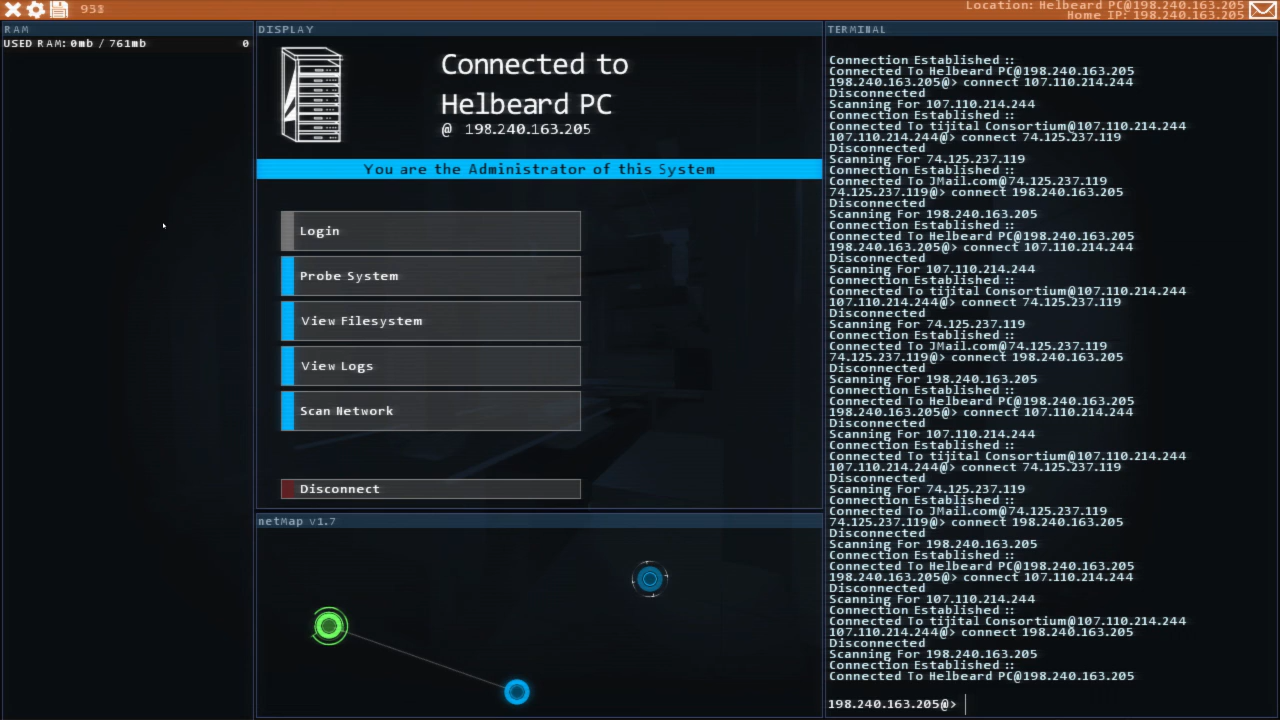 953
Location: Helbeard PC@198.240.163.205
Home IP: 198.240.163.205
RAM
USED RAM: 0mb / 761mb 0
DISPLAY
Connected to
Helbeard PC
@ 198.240.163.205
You are the Administrator of this System
Login
Probe System
View Filesystem
View Logs
Scan Network
Disconnect
netMap v1.7
TERMINAL
Connection Established ::
Connected To Helbeard PC@198.240.163.205
198.240.163.205@> connect 107.110.214.244
Disconnected
Scanning For 107.110.214.244
Connection Established ::
Connected To tijital Consortium@107.110.214.244
107.110.214.244@> connect 74.125.237.119
Disconnected
Scanning For 74.125.237.119
Connection Established ::
Connected To JMail.com@74.125.237.119
74.125.237.119@> connect 198.240.163.205
Disconnected
Scanning For 198.240.163.205
Connection Established ::
Connected To Helbeard PC@198.240.163.205
198.240.163.205@> connect 107.110.214.244
Disconnected
Scanning For 107.110.214.244
Connection Established ::
Connected To tijital Consortium@107.110.214.244
107.110.214.244@> connect 74.125.237.119
Disconnected
Scanning For 74.125.237.119
Connection Established ::
Connected To JMail.com@74.125.237.119
74.125.237.119@> connect 198.240.163.205
Disconnected
Scanning For 198.240.163.205
Connection Established ::
Connected To Helbeard PC@198.240.163.205
198.240.163.205@> connect 107.110.214.244
Disconnected
Scanning For 107.110.214.244
Connection Established ::
Connected To tijital Consortium@107.110.214.244
107.110.214.244@> connect 74.125.237.119
Disconnected
Scanning For 74.125.237.119
Connection Established ::
Connected To JMail.com@74.125.237.119
74.125.237.119@> connect 198.240.163.205
Disconnected
Scanning For 198.240.163.205
Connection Established ::
Connected To Helbeard PC@198.240.163.205
198.240.163.205@> connect 107.110.214.244
Disconnected
Scanning For 107.110.214.244
Connection Established ::
Connected To tijital Consortium@107.110.214.244
107.110.214.244@> connect 198.240.163.205
Disconnected
Scanning For 198.240.163.205
Connection Established ::
Connected To Helbeard PC@198.240.163.205
198.240.163.205@>